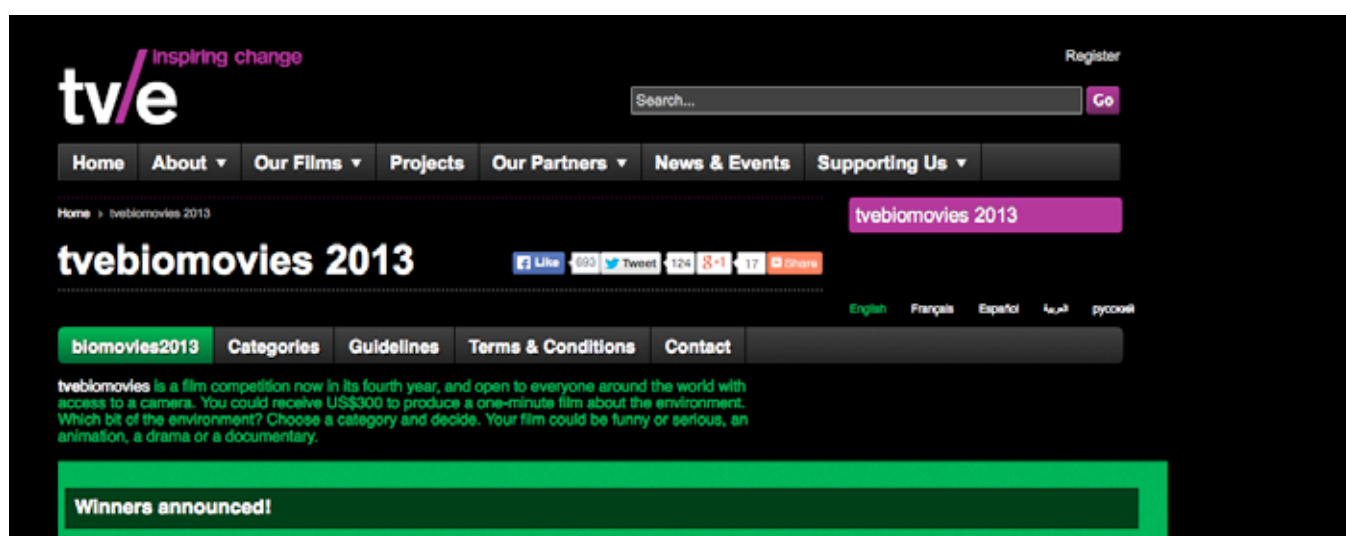 inspiring change
tv/e
Register
Search...
Go
Home About Our Films Projects Our Partners News & Events Supporting Us
Home › tvebiomovies 2013
tvebiomovies 2013
tvebiomovies 2013
Like 693 Tweet 124 8+1 17 Share
English Français Español العربية русский
biomovies2013 Categories Guidelines Terms & Conditions Contact
tvebiomovies is a film competition now in its fourth year, and open to everyone around the world with
access to a camera. You could receive US$300 to produce a one-minute film about the environment.
Which bit of the environment? Choose a category and decide. Your film could be funny or serious, an
animation, a drama or a documentary.
Winners announced!